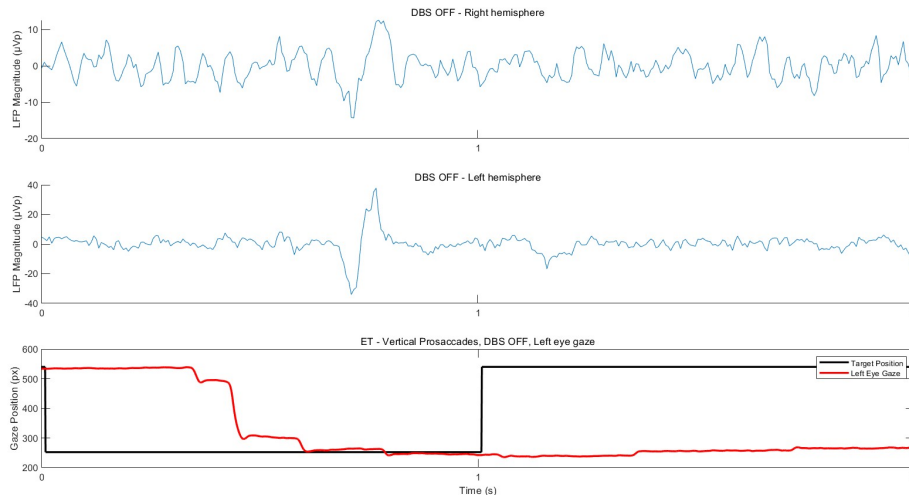 DBS OFF - Right hemisphere
LFP Magnitude (µVp)
10
0
-10
-20
0
1
DBS OFF - Left hemisphere
LFP Magnitude (µVp)
40
20
0
-20
-40
0
1
ET - Vertical Prosaccades, DBS OFF, Left eye gaze
Gaze Position (px)
600
500
400
300
200
Target Position
Left Eye Gaze
0
1
Time (s)